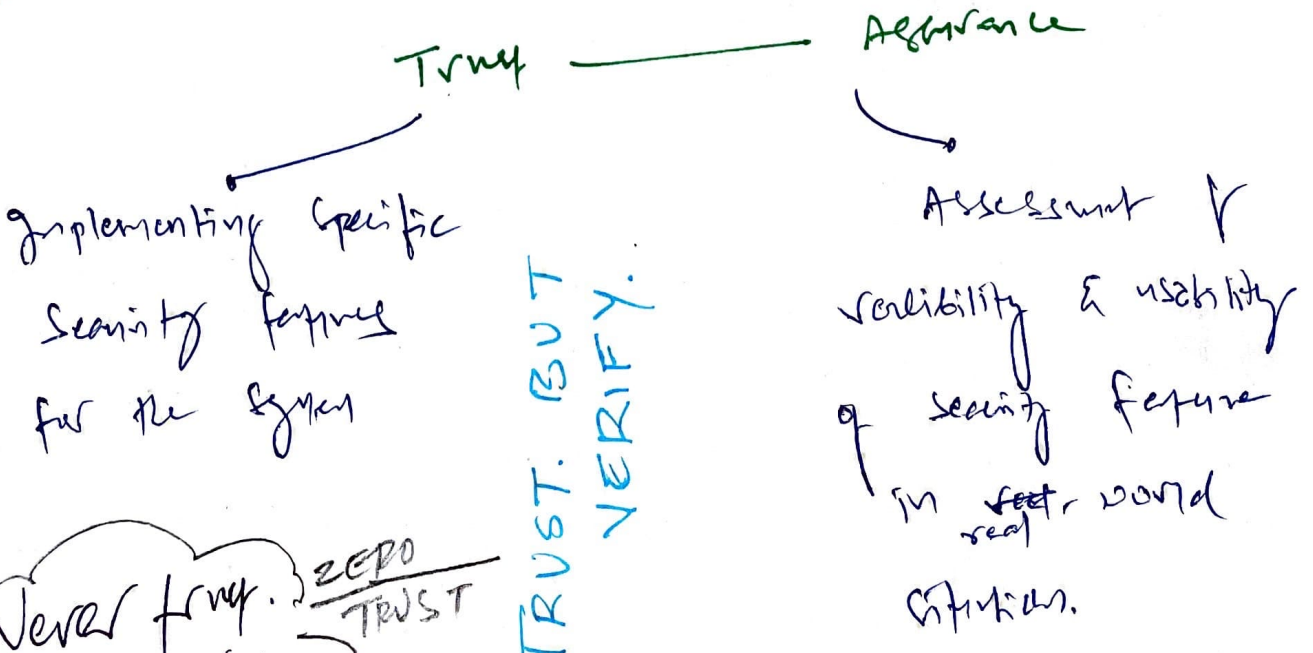 Trust Assurance
Implementing specific
security features
for the system
Assessment of
realibility & usability
of security feature
in real world
situations.
TRUST. BUT
VERIFY.
Never trust.
ZERO
TRUST